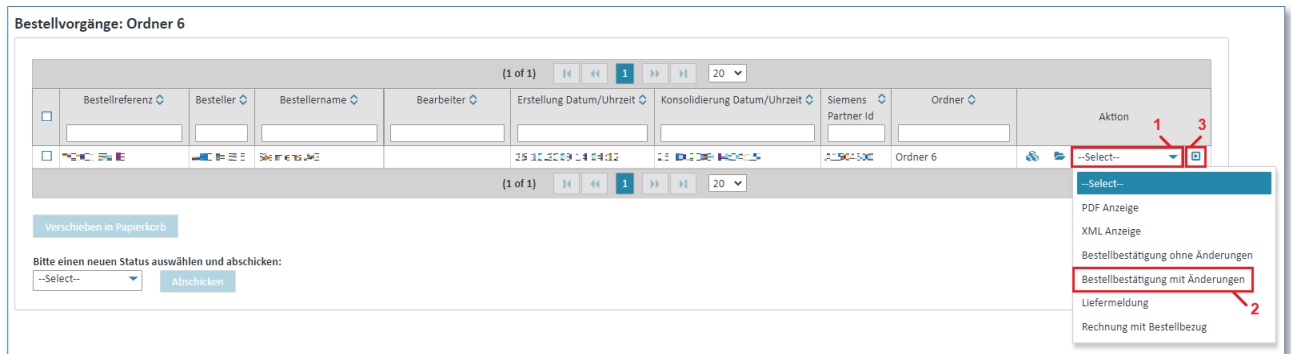 Bestellvorgänge: Ordner 6
(1 of 1) 1 20
Bestellreferenz Besteller Bestellername Bearbeiter Erstellung Datum/Uhrzeit Konsolidierung Datum/Uhrzeit Siemens Partner Id Ordner Aktion
1 3
Ordner 6 --Select--
(1 of 1) 1 20
--Select--
PDF Anzeige
XML Anzeige
Bestellbestätigung ohne Änderungen
Bestellbestätigung mit Änderungen
2
Liefermeldung
Rechnung mit Bestellbezug
Verschieben in Papierkorb
Bitte einen neuen Status auswählen und abschicken:
--Select-- Abschicken